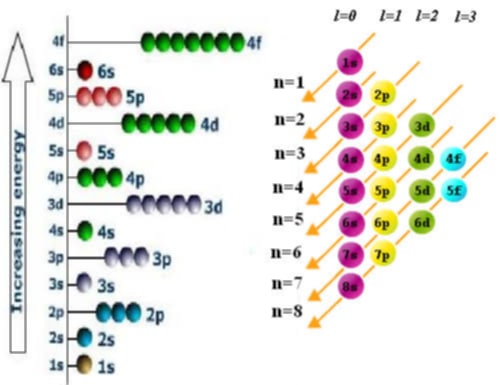 Increasing energy
4f 4f
6s 6s
5p 5p
4d 4d
5s 5s
4p 4p
3d 3d
4s 4s
3p 3p
3s 3s
2p 2p
2s 2s
1s 1s
l=0 l=1 l=2 l=3
1s
n=1 2s 2p
n=2 3s 3p 3d
n=3 4s 4p 4d 4f
n=4 5s 5p 5d 5f
n=5 6s 6p 6d
n=6 7s 7p
n=7 8s
n=8